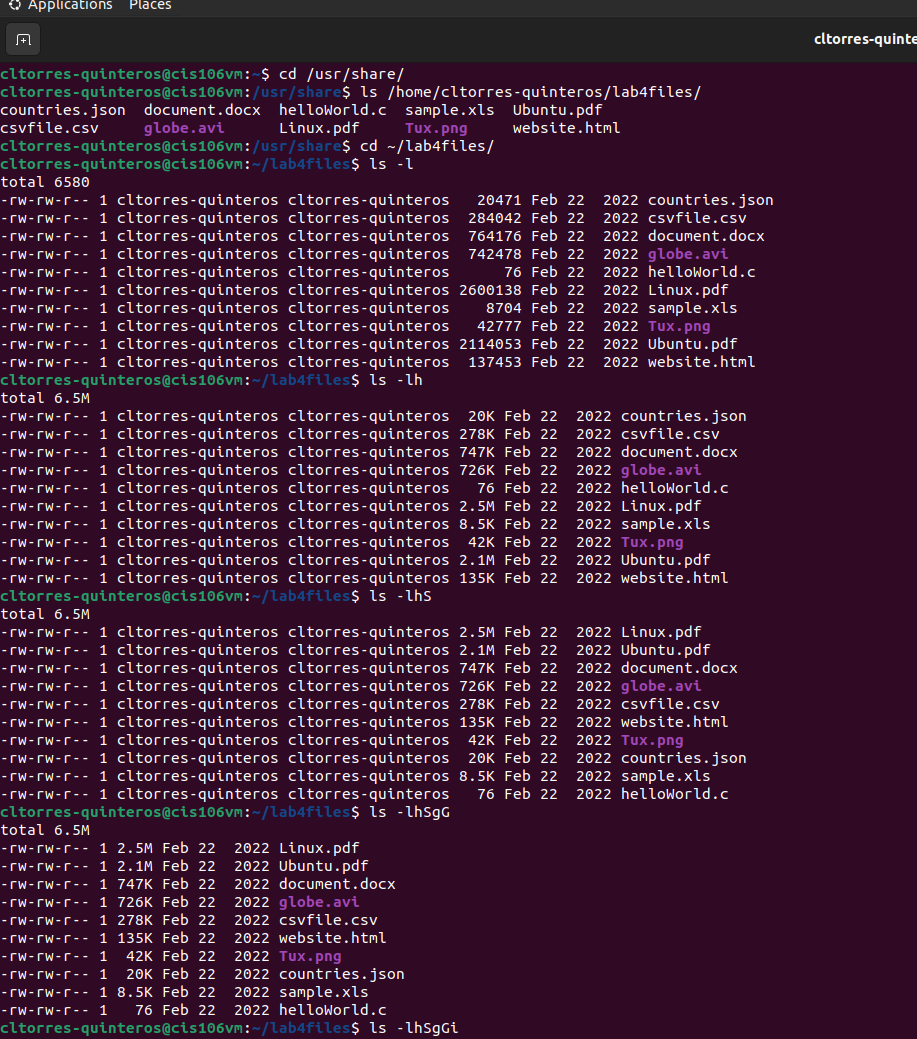 Applications Places
cltorres-quinte
cltorres-quinteros@cis106vm:~$ cd /usr/share/
cltorres-quinteros@cis106vm:/usr/share$ ls /home/cltorres-quinteros/lab4files/
countries.json  document.docx  helloWorld.c  sample.xls  Ubuntu.pdf
csvfile.csv     globe.avi      Linux.pdf     Tux.png     website.html
cltorres-quinteros@cis106vm:/usr/share$ cd ~/lab4files/
cltorres-quinteros@cis106vm:~/lab4files$ ls -l
total 6580
-rw-rw-r-- 1 cltorres-quinteros cltorres-quinteros   20471 Feb 22  2022 countries.json
-rw-rw-r-- 1 cltorres-quinteros cltorres-quinteros  284042 Feb 22  2022 csvfile.csv
-rw-rw-r-- 1 cltorres-quinteros cltorres-quinteros  764176 Feb 22  2022 document.docx
-rw-rw-r-- 1 cltorres-quinteros cltorres-quinteros  742478 Feb 22  2022 globe.avi
-rw-rw-r-- 1 cltorres-quinteros cltorres-quinteros      76 Feb 22  2022 helloWorld.c
-rw-rw-r-- 1 cltorres-quinteros cltorres-quinteros 2600138 Feb 22  2022 Linux.pdf
-rw-rw-r-- 1 cltorres-quinteros cltorres-quinteros    8704 Feb 22  2022 sample.xls
-rw-rw-r-- 1 cltorres-quinteros cltorres-quinteros   42777 Feb 22  2022 Tux.png
-rw-rw-r-- 1 cltorres-quinteros cltorres-quinteros 2114053 Feb 22  2022 Ubuntu.pdf
-rw-rw-r-- 1 cltorres-quinteros cltorres-quinteros  137453 Feb 22  2022 website.html
cltorres-quinteros@cis106vm:~/lab4files$ ls -lh
total 6.5M
-rw-rw-r-- 1 cltorres-quinteros cltorres-quinteros  20K Feb 22  2022 countries.json
-rw-rw-r-- 1 cltorres-quinteros cltorres-quinteros 278K Feb 22  2022 csvfile.csv
-rw-rw-r-- 1 cltorres-quinteros cltorres-quinteros 747K Feb 22  2022 document.docx
-rw-rw-r-- 1 cltorres-quinteros cltorres-quinteros 726K Feb 22  2022 globe.avi
-rw-rw-r-- 1 cltorres-quinteros cltorres-quinteros   76 Feb 22  2022 helloWorld.c
-rw-rw-r-- 1 cltorres-quinteros cltorres-quinteros 2.5M Feb 22  2022 Linux.pdf
-rw-rw-r-- 1 cltorres-quinteros cltorres-quinteros 8.5K Feb 22  2022 sample.xls
-rw-rw-r-- 1 cltorres-quinteros cltorres-quinteros  42K Feb 22  2022 Tux.png
-rw-rw-r-- 1 cltorres-quinteros cltorres-quinteros 2.1M Feb 22  2022 Ubuntu.pdf
-rw-rw-r-- 1 cltorres-quinteros cltorres-quinteros 135K Feb 22  2022 website.html
cltorres-quinteros@cis106vm:~/lab4files$ ls -lhS
total 6.5M
-rw-rw-r-- 1 cltorres-quinteros cltorres-quinteros 2.5M Feb 22  2022 Linux.pdf
-rw-rw-r-- 1 cltorres-quinteros cltorres-quinteros 2.1M Feb 22  2022 Ubuntu.pdf
-rw-rw-r-- 1 cltorres-quinteros cltorres-quinteros 747K Feb 22  2022 document.docx
-rw-rw-r-- 1 cltorres-quinteros cltorres-quinteros 726K Feb 22  2022 globe.avi
-rw-rw-r-- 1 cltorres-quinteros cltorres-quinteros 278K Feb 22  2022 csvfile.csv
-rw-rw-r-- 1 cltorres-quinteros cltorres-quinteros 135K Feb 22  2022 website.html
-rw-rw-r-- 1 cltorres-quinteros cltorres-quinteros  42K Feb 22  2022 Tux.png
-rw-rw-r-- 1 cltorres-quinteros cltorres-quinteros  20K Feb 22  2022 countries.json
-rw-rw-r-- 1 cltorres-quinteros cltorres-quinteros 8.5K Feb 22  2022 sample.xls
-rw-rw-r-- 1 cltorres-quinteros cltorres-quinteros   76 Feb 22  2022 helloWorld.c
cltorres-quinteros@cis106vm:~/lab4files$ ls -lhSgG
total 6.5M
-rw-rw-r-- 1 2.5M Feb 22  2022 Linux.pdf
-rw-rw-r-- 1 2.1M Feb 22  2022 Ubuntu.pdf
-rw-rw-r-- 1 747K Feb 22  2022 document.docx
-rw-rw-r-- 1 726K Feb 22  2022 globe.avi
-rw-rw-r-- 1 278K Feb 22  2022 csvfile.csv
-rw-rw-r-- 1 135K Feb 22  2022 website.html
-rw-rw-r-- 1  42K Feb 22  2022 Tux.png
-rw-rw-r-- 1  20K Feb 22  2022 countries.json
-rw-rw-r-- 1 8.5K Feb 22  2022 sample.xls
-rw-rw-r-- 1   76 Feb 22  2022 helloWorld.c
cltorres-quinteros@cis106vm:~/lab4files$ ls -lhSgGi